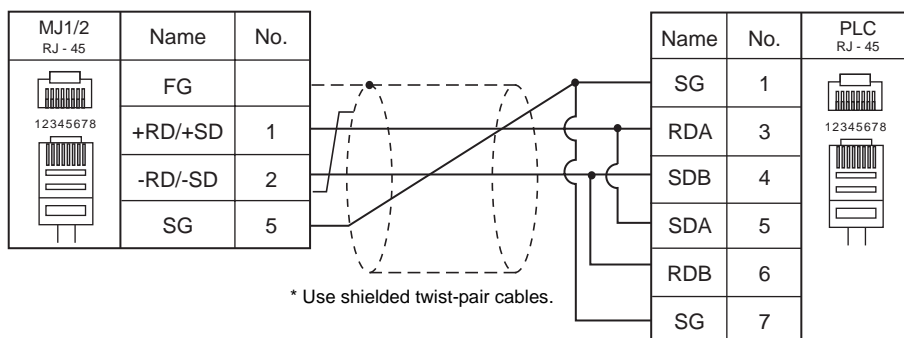 MJ1/2
RJ - 45
Name No.
12345678
FG
+RD/+SD 1
-RD/-SD 2
SG 5
* Use shielded twist-pair cables.
Name No. PLC
RJ - 45
SG 1
12345678
RDA 3
SDB 4
SDA 5
RDB 6
SG 7